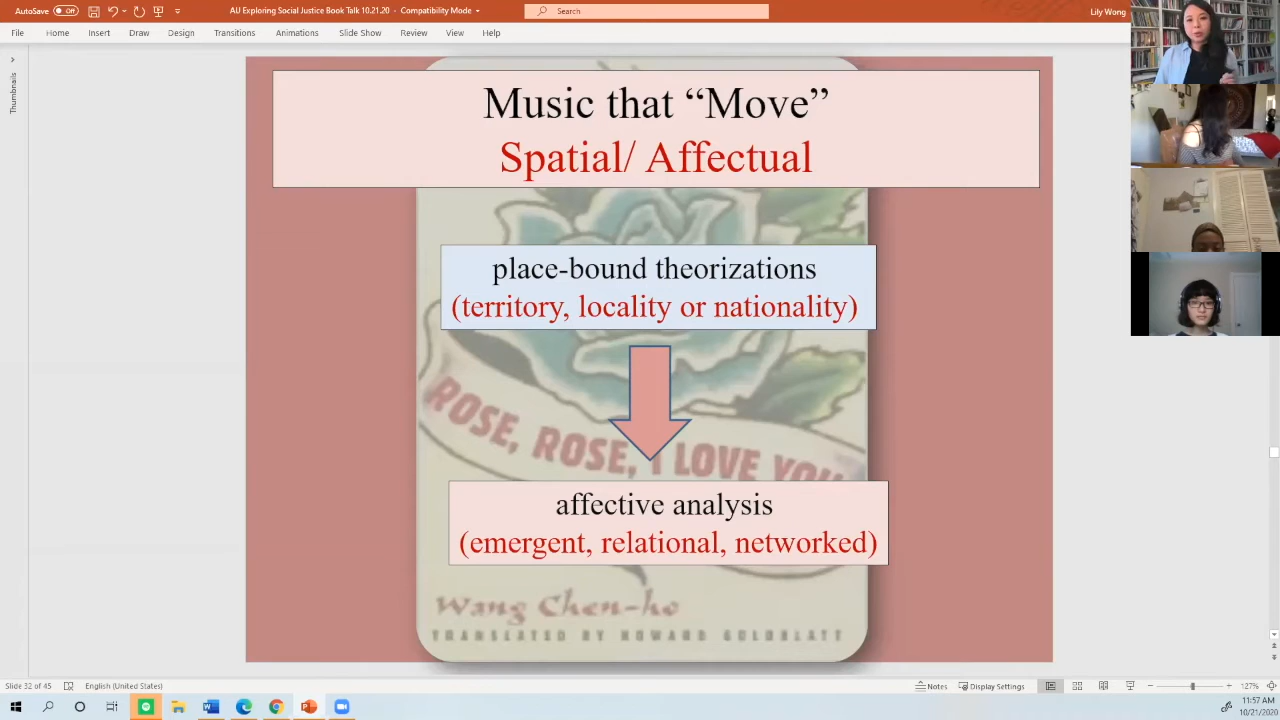 AutoSave Off
AU Exploring Social Justice Book Talk 10.21.20 - Compatibility Mode
Search
Lily Wong
File Home Insert Draw Design Transitions Animations Slide Show Review View Help
Thumbnails
Music that “Move”
Spatial/ Affectual
place-bound theorizations
(territory, locality or nationality)
ROSE, ROSE, I LOVE YOU
affective analysis
(emergent, relational, networked)
Wang Chen-ho
TRANSLATED BY HOWARD GOLDBLATT
Slide 32 of 45 English (United States) Notes Display Settings 127%
11:57 AM
10/21/2020